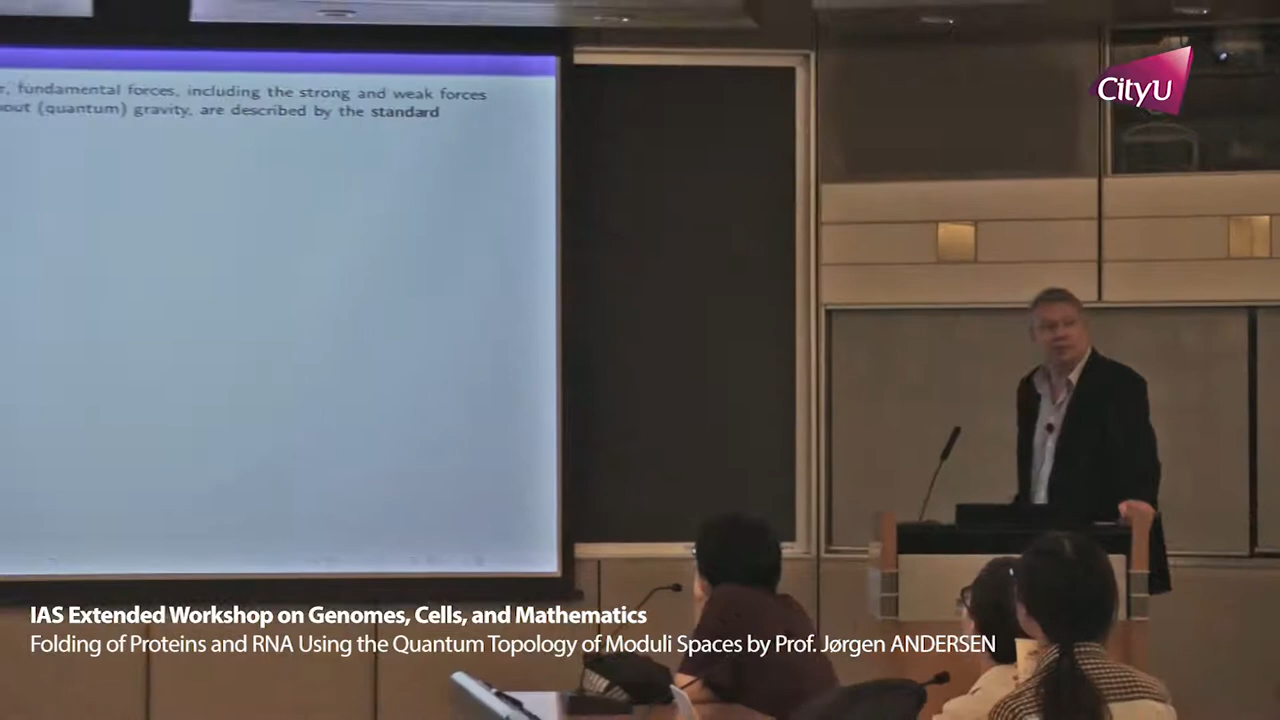 , fundamental forces, including the strong and weak forces
out (quantum) gravity, are described by the standard
CityU
IAS Extended Workshop on Genomes, Cells, and Mathematics
Folding of Proteins and RNA Using the Quantum Topology of Moduli Spaces by Prof. Jørgen ANDERSEN